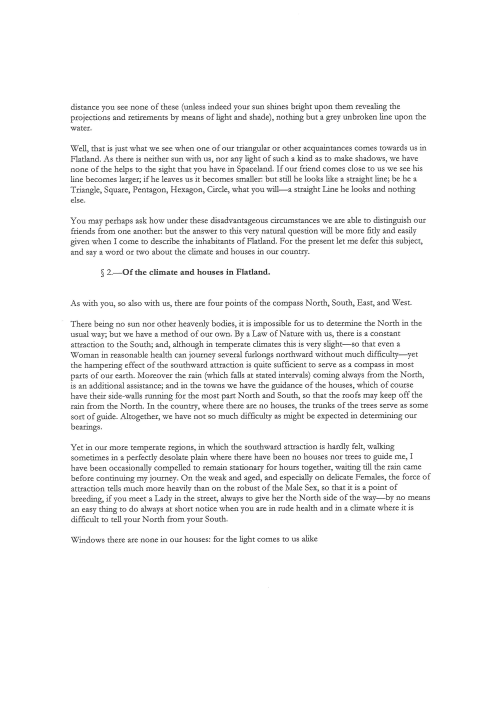 distance you see none of these (unless indeed your sun shines bright upon them revealing the
projections and retirements by means of light and shade), nothing but a grey unbroken line upon the
water.
Well, that is just what we see when one of our triangular or other acquaintances comes towards us in
Flatland. As there is neither sun with us, nor any light of such a kind as to make shadows, we have
none of the helps to the sight that you have in Spaceland. If our friend comes close to us we see his
line becomes larger; if he leaves us it becomes smaller: but still he looks like a straight line; be he a
Triangle, Square, Pentagon, Hexagon, Circle, what you will—a straight Line he looks and nothing
else.
You may perhaps ask how under these disadvantageous circumstances we are able to distinguish our
friends from one another: but the answer to this very natural question will be more fitly and easily
given when I come to describe the inhabitants of Flatland. For the present let me defer this subject,
and say a word or two about the climate and houses in our country.
§ 2.—Of the climate and houses in Flatland.
As with you, so also with us, there are four points of the compass North, South, East, and West.
There being no sun nor other heavenly bodies, it is impossible for us to determine the North in the
usual way; but we have a method of our own. By a Law of Nature with us, there is a constant
attraction to the South; and, although in temperate climates this is very slight—so that even a
Woman in reasonable health can journey several furlongs northward without much difficulty—yet
the hampering effect of the southward attraction is quite sufficient to serve as a compass in most
parts of our earth. Moreover the rain (which falls at stated intervals) coming always from the North,
is an additional assistance; and in the towns we have the guidance of the houses, which of course
have their side-walls running for the most part North and South, so that the roofs may keep off the
rain from the North. In the country, where there are no houses, the trunks of the trees serve as some
sort of guide. Altogether, we have not so much difficulty as might be expected in determining our
bearings.
Yet in our more temperate regions, in which the southward attraction is hardly felt, walking
sometimes in a perfectly desolate plain where there have been no houses nor trees to guide me, I
have been occasionally compelled to remain stationary for hours together, waiting till the rain came
before continuing my journey. On the weak and aged, and especially on delicate Females, the force of
attraction tells much more heavily than on the robust of the Male Sex, so that it is a point of
breeding, if you meet a Lady in the street, always to give her the North side of the way—by no means
an easy thing to do always at short notice when you are in rude health and in a climate where it is
difficult to tell your North from your South.
Windows there are none in our houses: for the light comes to us alike